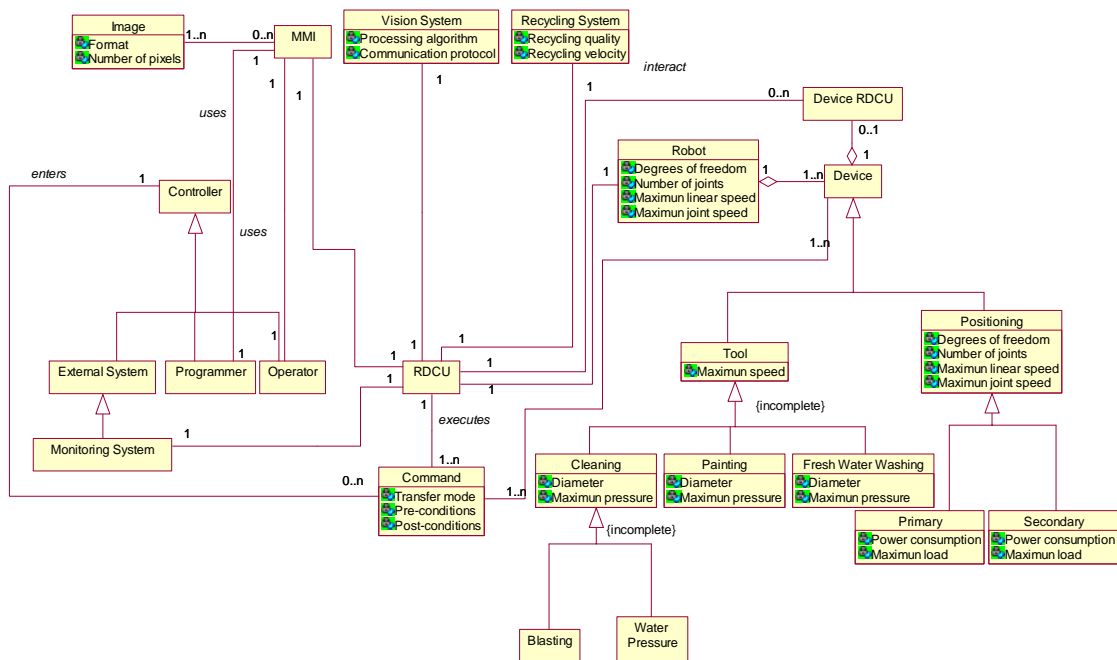 Image
Format
Number of pixels
1..n
0..n
MMI
1
1
1
Vision System
Processing algorithm
Communication protocol
1
Recycling System
Recycling quality
Recycling velocity
1
interact
1
0..n
Device RDCU
0..1
1
uses
Robot
Degrees of freedom
Number of joints
Maximun linear speed
Maximun joint speed
1
1
1..n
Device
1..n
enters
1
Controller
uses
External System
Programmer
1
Operator
1
1
Monitoring System
1
RDCU
1
1
1
1
1
1
1
executes
1..n
0..n
Command
Transfer mode
Pre-conditions
Post-conditions
1..n
Tool
Maximun speed
{incomplete}
Positioning
Degrees of freedom
Number of joints
Maximun linear speed
Maximun joint speed
Cleaning
Diameter
Maximun pressure
{incomplete}
Painting
Diameter
Maximun pressure
Fresh Water Washing
Diameter
Maximun pressure
Primary
Power consumption
Maximun load
Secondary
Power consumption
Maximun load
Blasting
Water
Pressure